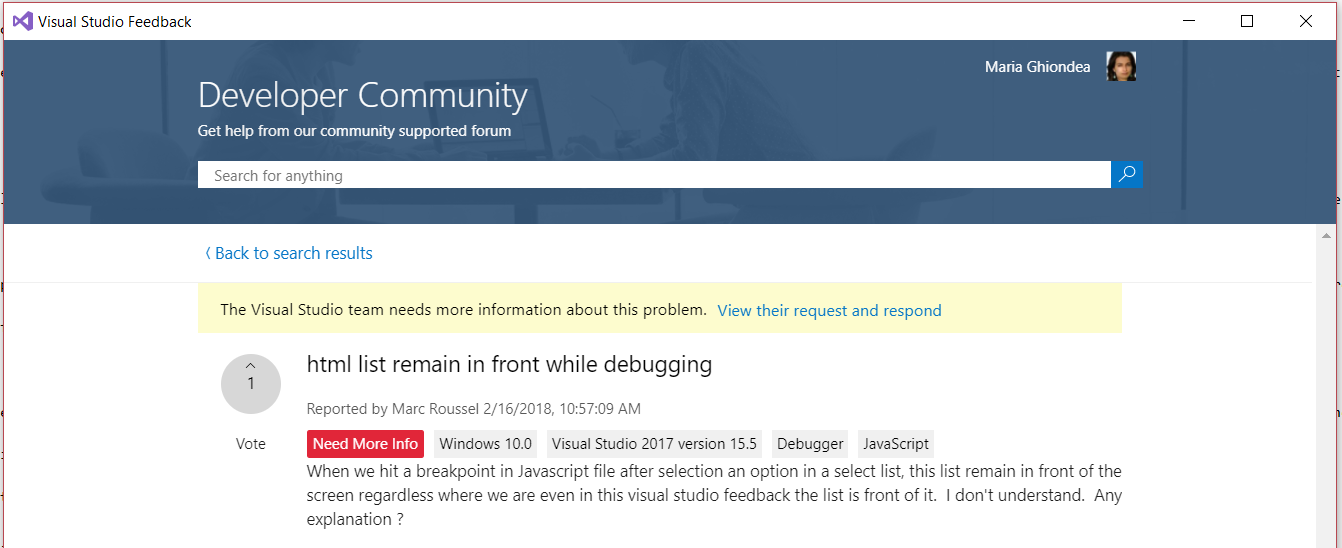 Visual Studio Feedback
Maria Ghiondea
Developer Community
Get help from our community supported forum
Search for anything
Back to search results
The Visual Studio team needs more information about this problem. View their request and respond
1
html list remain in front while debugging
Reported by Marc Roussel 2/16/2018, 10:57:09 AM
Vote
Need More Info Windows 10.0 Visual Studio 2017 version 15.5 Debugger JavaScript
When we hit a breakpoint in Javascript file after selection an option in a select list, this list remain in front of the
screen regardless where we are even in this visual studio feedback the list is front of it.  I don't understand.  Any
explanation ?